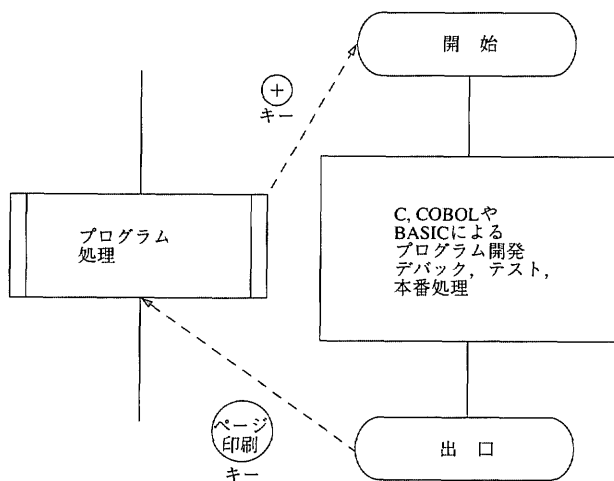 開 始
+
キー
プログラム
処理
C, COBOLや
BASICによる
プログラム開発
デバック，テスト，
本番処理
ページ
印刷
キー
出 口